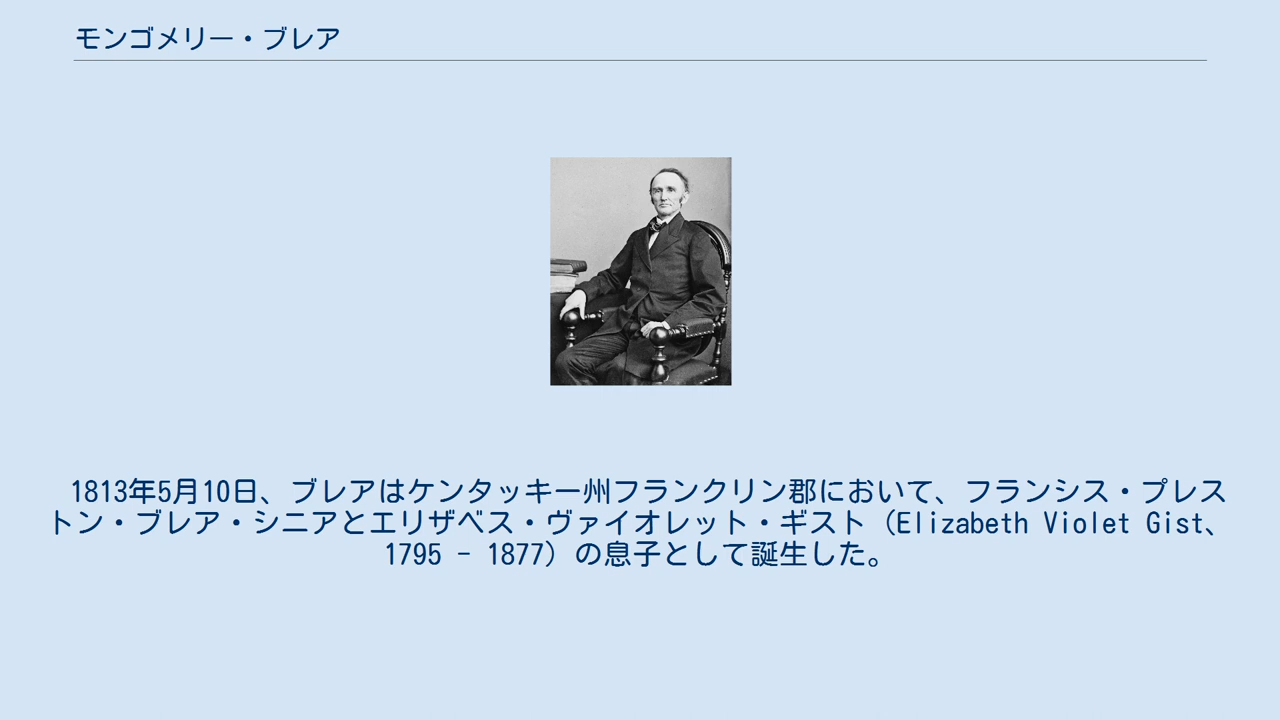 モンゴメリー・ブレア
1813年5月10日、ブレアはケンタッキー州フランクリン郡において、フランシス・プレス
トン・ブレア・シニアとエリザベス・ヴァイオレット・ギスト（Elizabeth Violet Gist、
1795 - 1877）の息子として誕生した。